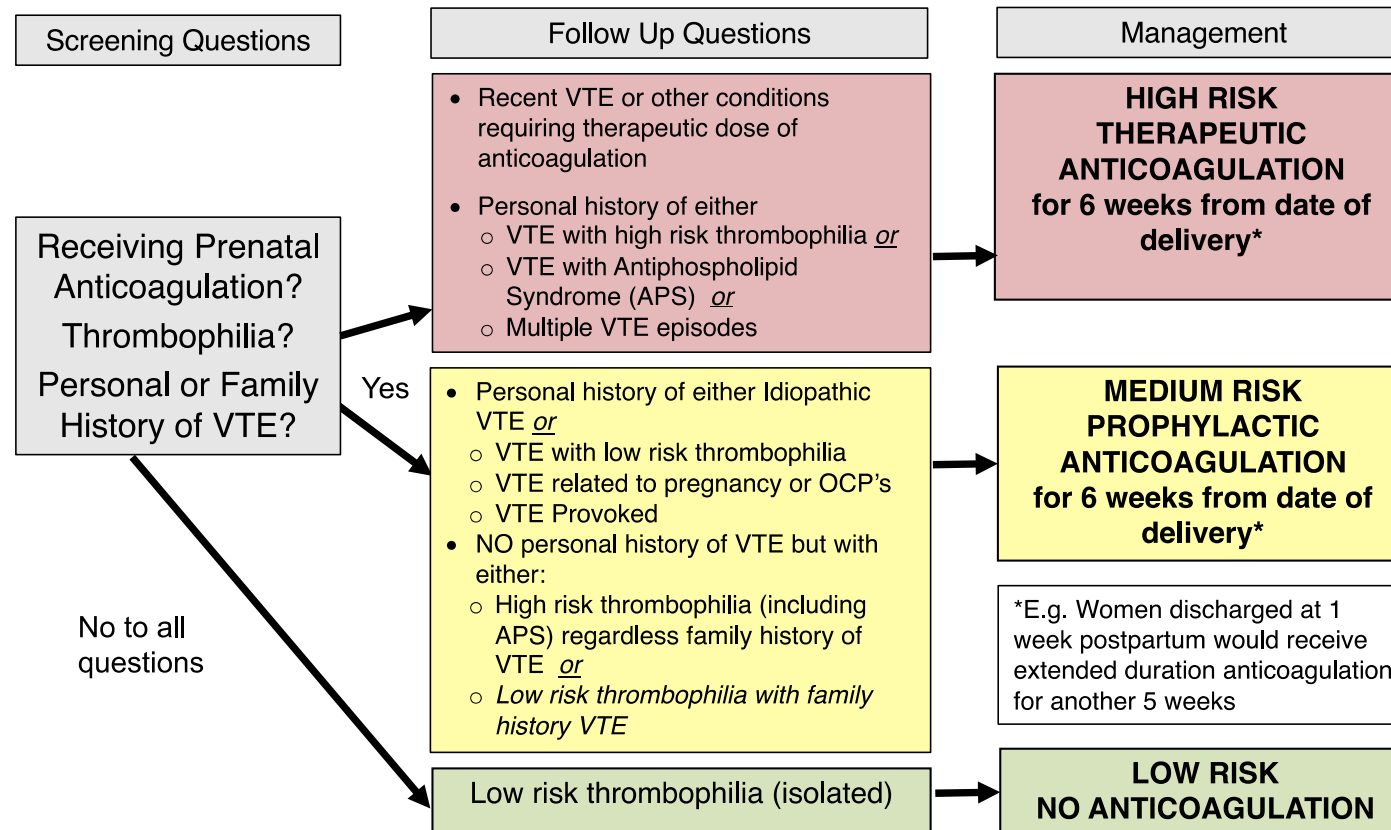 Screening Questions
Follow Up Questions
Management
Receiving Prenatal
Anticoagulation?
Thrombophilia?
Personal or Family
History of VTE?
Yes
No to all
questions
• Recent VTE or other conditions
requiring therapeutic dose of
anticoagulation
• Personal history of either
o VTE with high risk thrombophilia or
o VTE with Antiphospholipid
Syndrome (APS) or
o Multiple VTE episodes
HIGH RISK
THERAPEUTIC
ANTICOAGULATION
for 6 weeks from date of
delivery*
• Personal history of either Idiopathic
VTE or
o VTE with low risk thrombophilia
o VTE related to pregnancy or OCP's
o VTE Provoked
• NO personal history of VTE but with
either:
o High risk thrombophilia (including
APS) regardless family history of
VTE or
o Low risk thrombophilia with family
history VTE
MEDIUM RISK
PROPHYLACTIC
ANTICOAGULATION
for 6 weeks from date of
delivery*
*E.g. Women discharged at 1
week postpartum would receive
extended duration anticoagulation
for another 5 weeks
Low risk thrombophilia (isolated)
LOW RISK
NO ANTICOAGULATION